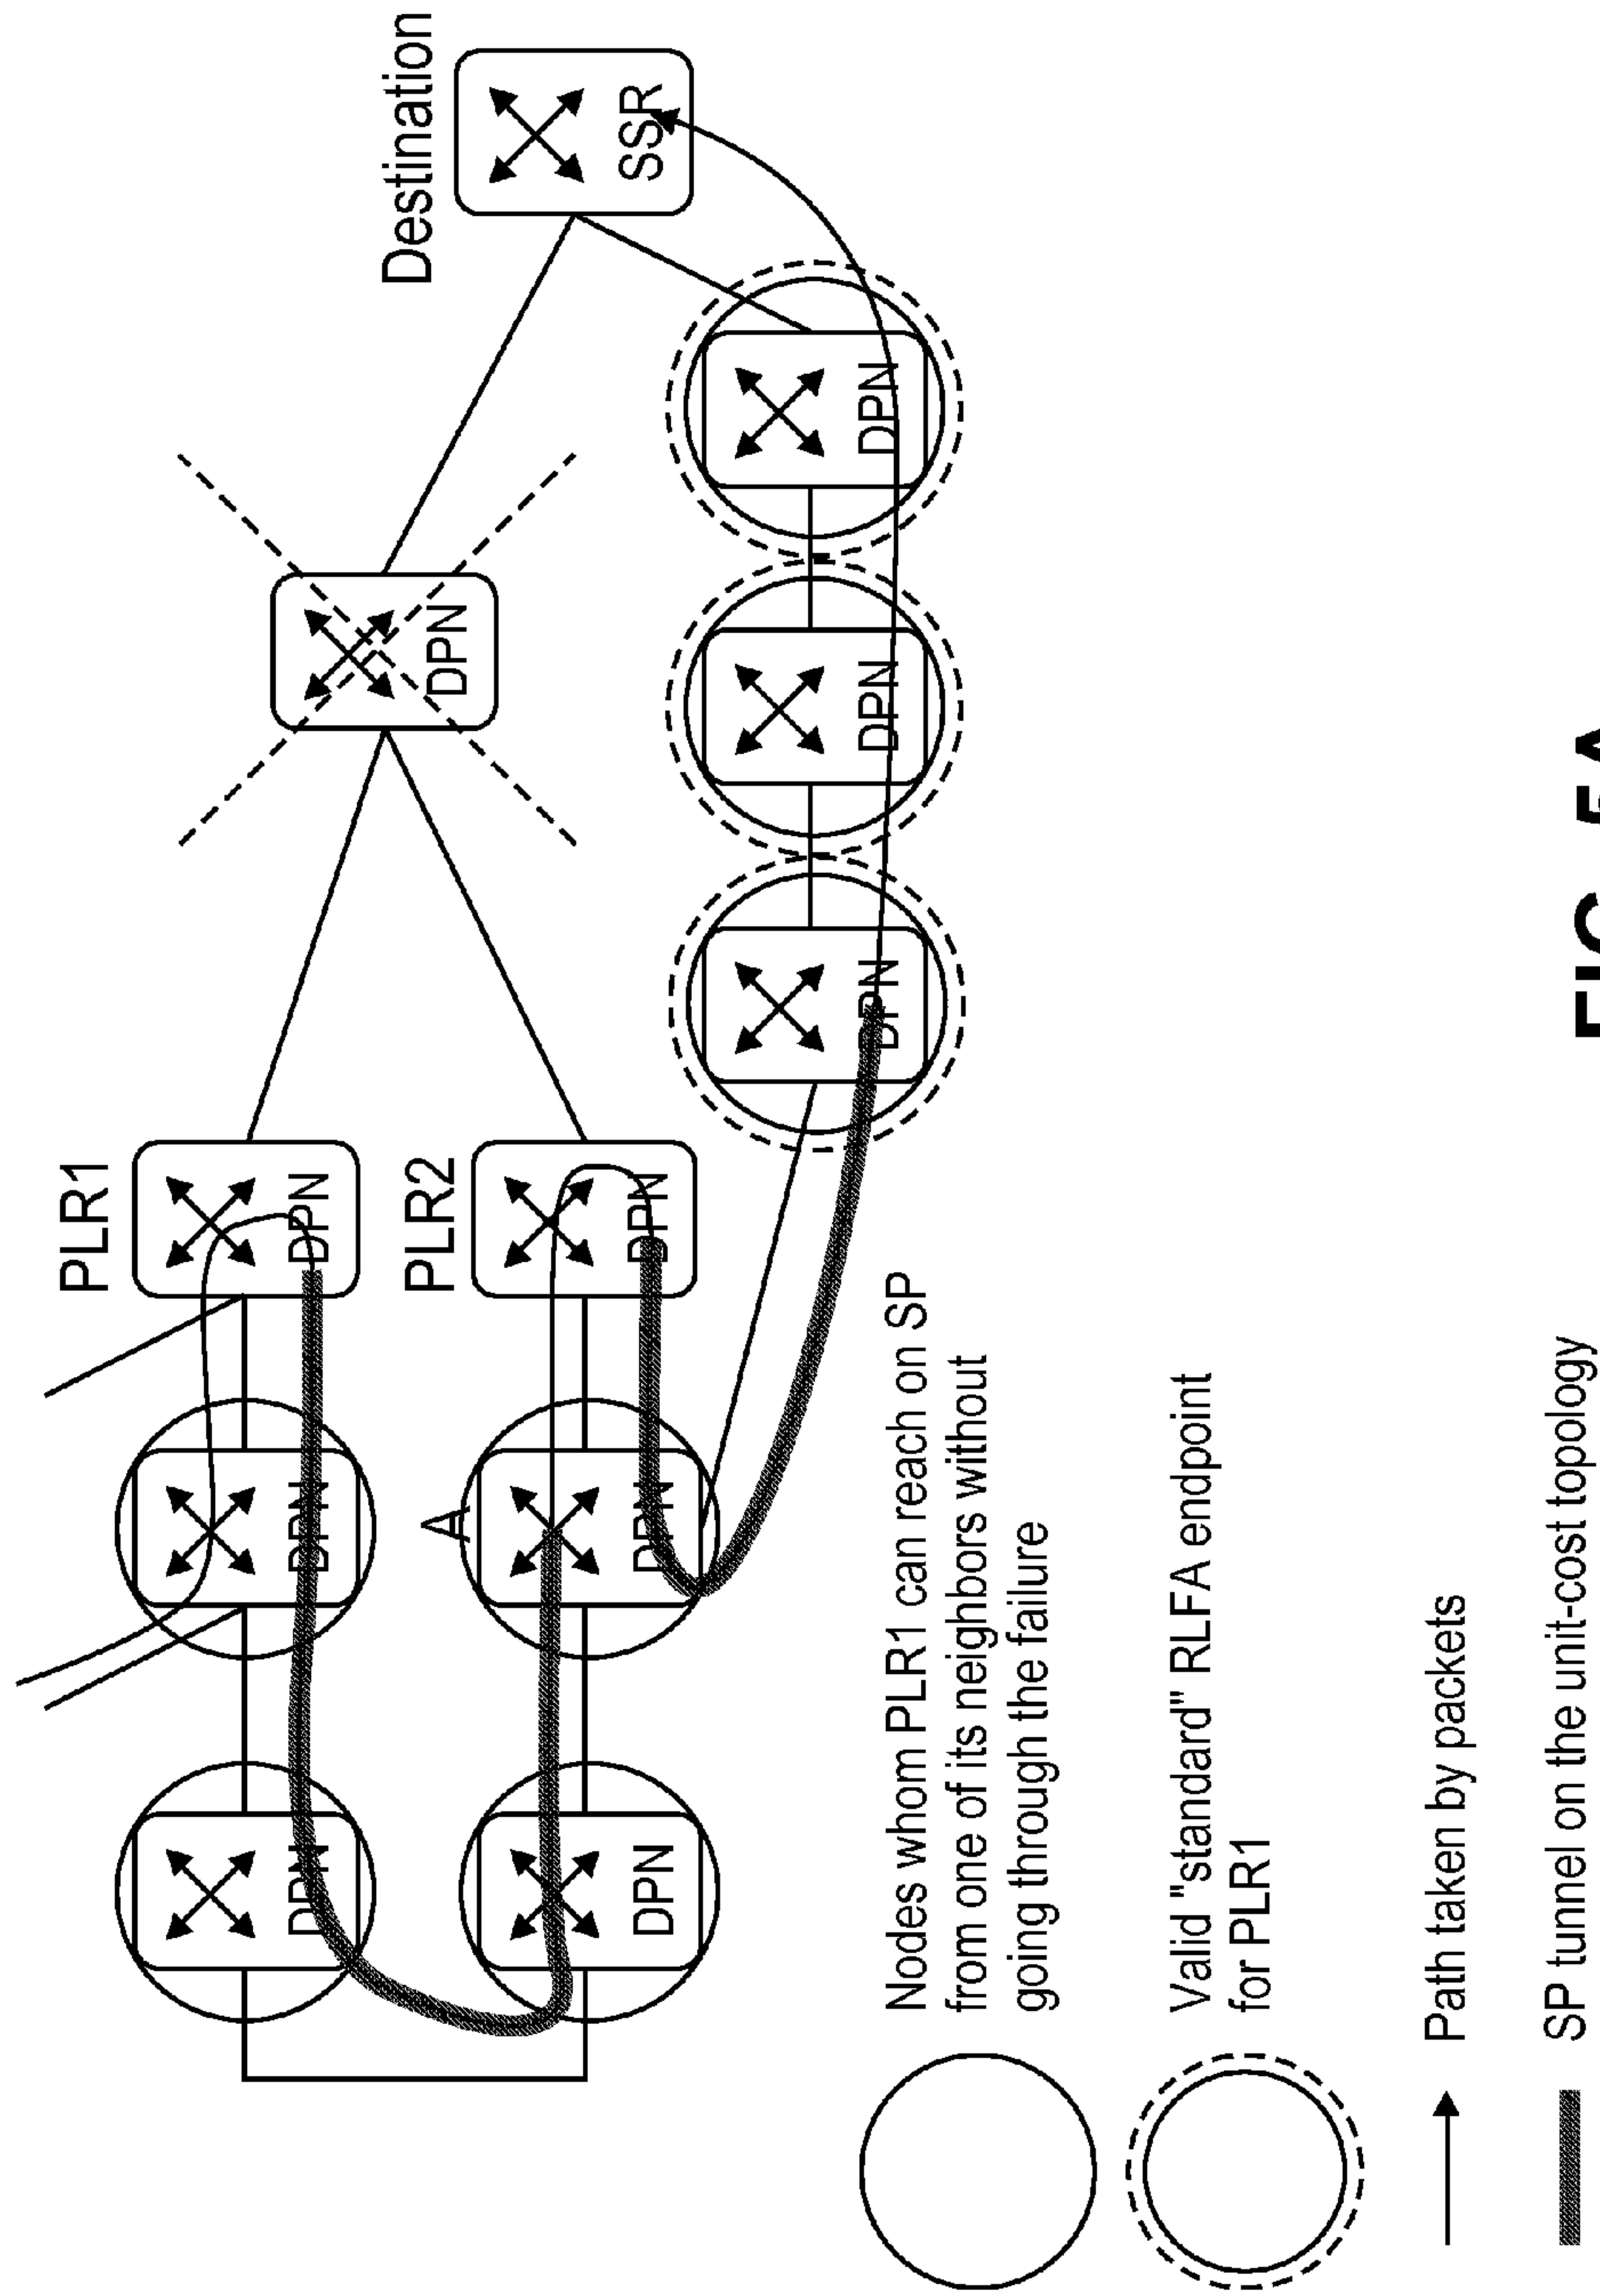 PLR1
DPN
DPN
DPN
Destination
PLR2
A
DPN
SSR
DPN
DPN
DPN
DPN
DPN
DPN
Nodes whom PLR1 can reach on SP
from one of its neighbors without
going through the failure
Valid "standard" RLFA endpoint
for PLR1
Path taken by packets
SP tunnel on the unit-cost topology
FIG. 5A